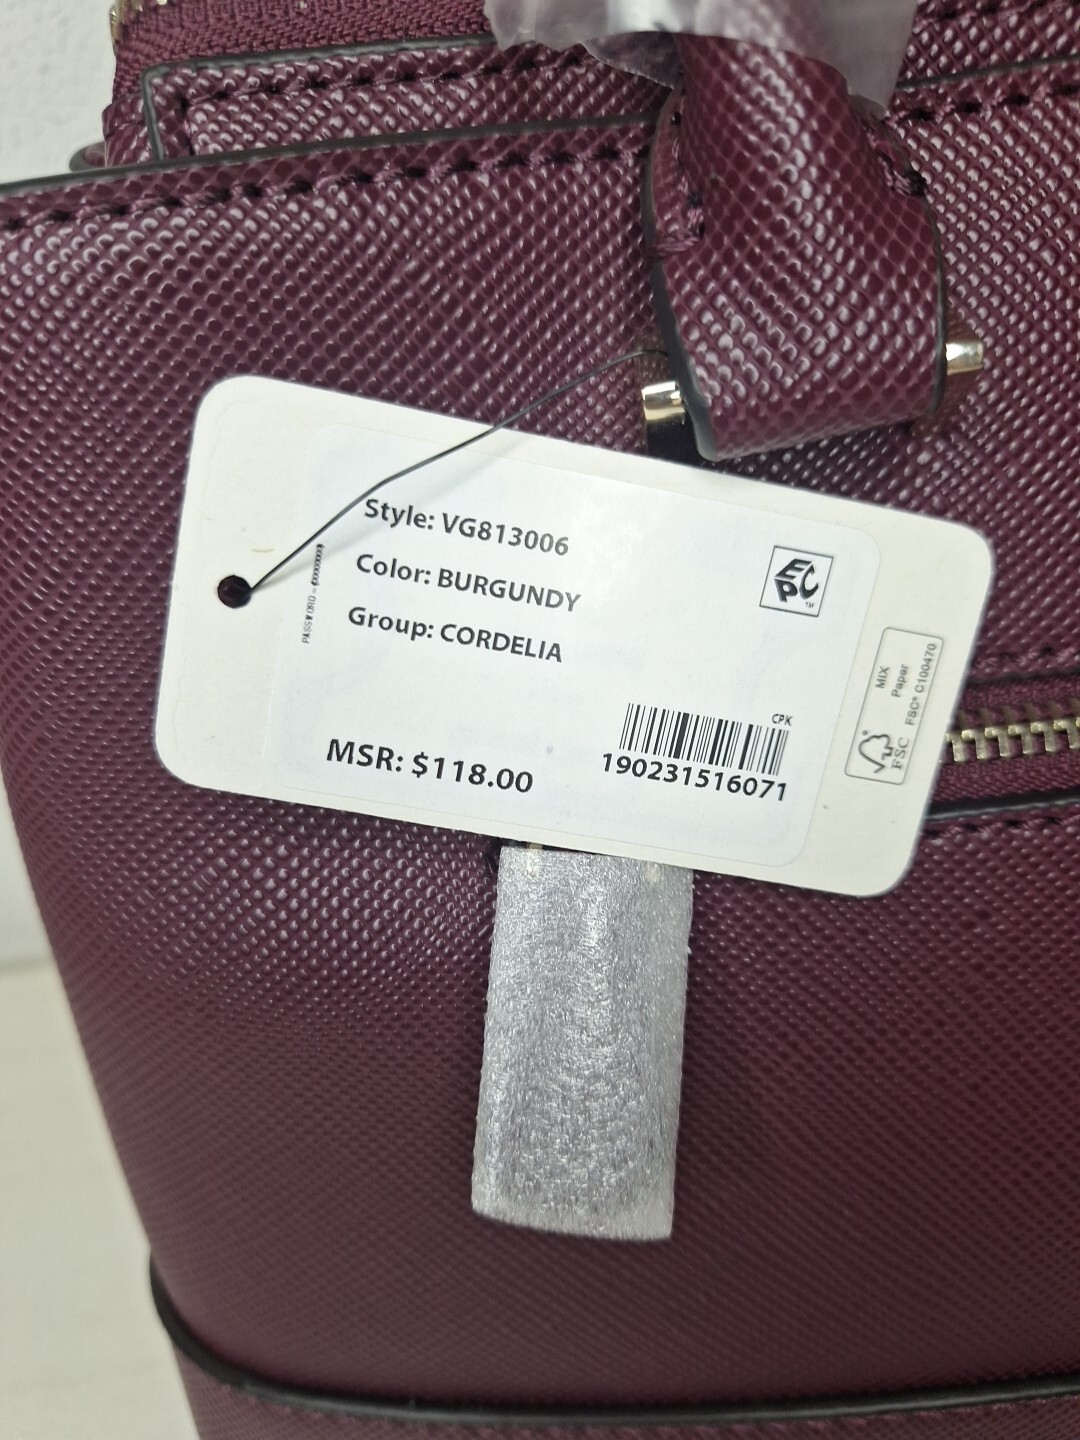 Style: VG813006
Color: BURGUNDY
Group: CORDELIA
MSR: $118.00
CPK
190231516071
EPC
MIX
Paper
FSC
FSC® C100470